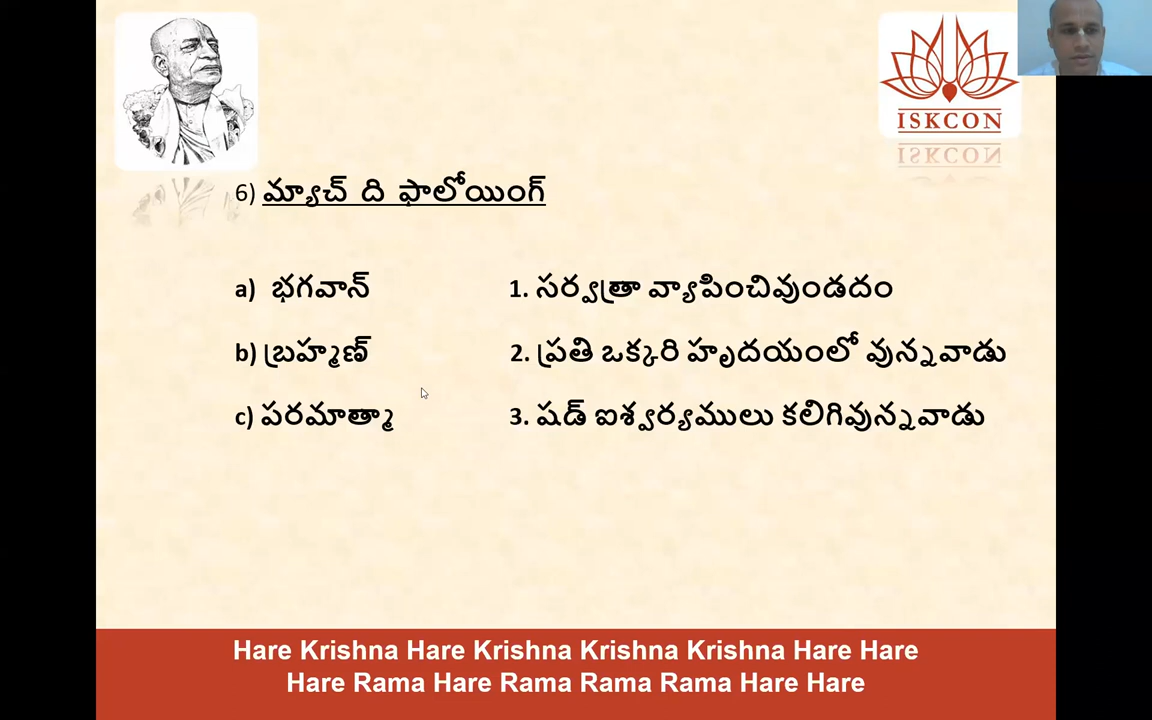 ISKCON
6) మ్యాచ్ ది ఫాలోయింగ్
a) భగవాన్ 1. సర్వత్రా వ్యాపించివుండదం
b) బ్రహ్మణ్ 2. ప్రతి ఒక్కరి హృదయంలో వున్నవాడు
c) పరమాత్మా 3. షడ్ ఐశ్వర్యములు కలిగివున్నవాడు
Hare Krishna Hare Krishna Krishna Krishna Hare Hare
Hare Rama Hare Rama Rama Rama Hare Hare